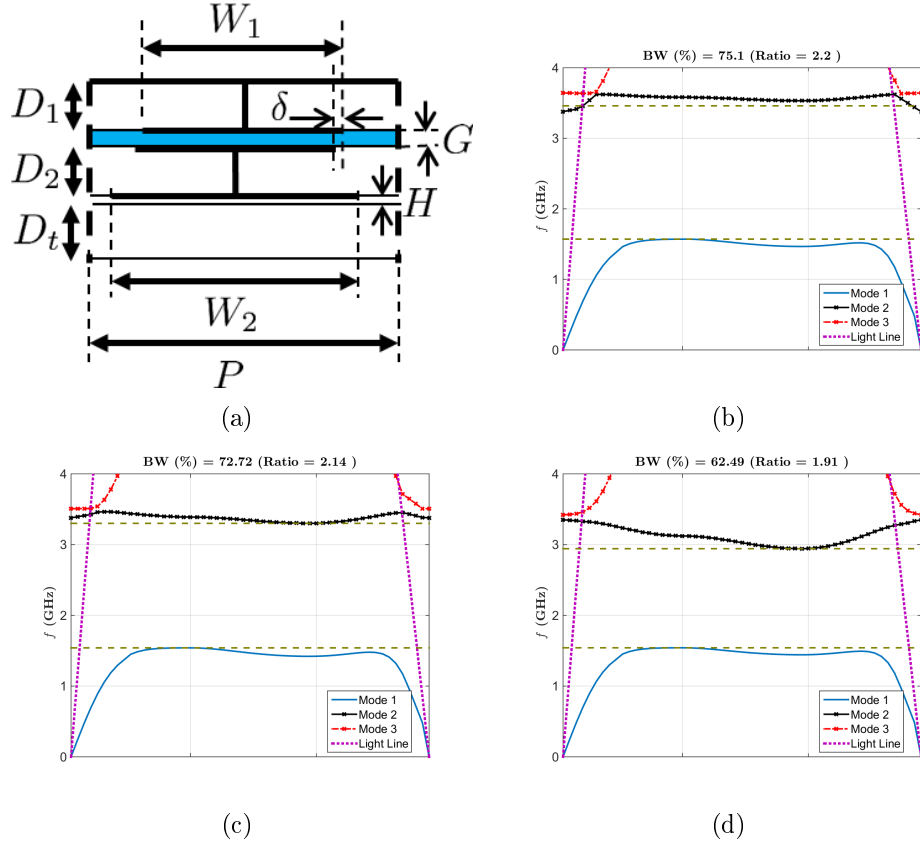 W₁
D₁
δ
G
D₂
H
Dₜ
W₂
P
(a)
BW (%) = 75.1 (Ratio = 2.2 )
4
3
2
1
0
f (GHz)
Mode 1
Mode 2
Mode 3
Light Line
(b)
BW (%) = 72.72 (Ratio = 2.14 )
4
3
2
1
0
f (GHz)
Mode 1
Mode 2
Mode 3
Light Line
(c)
BW (%) = 62.49 (Ratio = 1.91 )
4
3
2
1
0
f (GHz)
Mode 1
Mode 2
Mode 3
Light Line
(d)